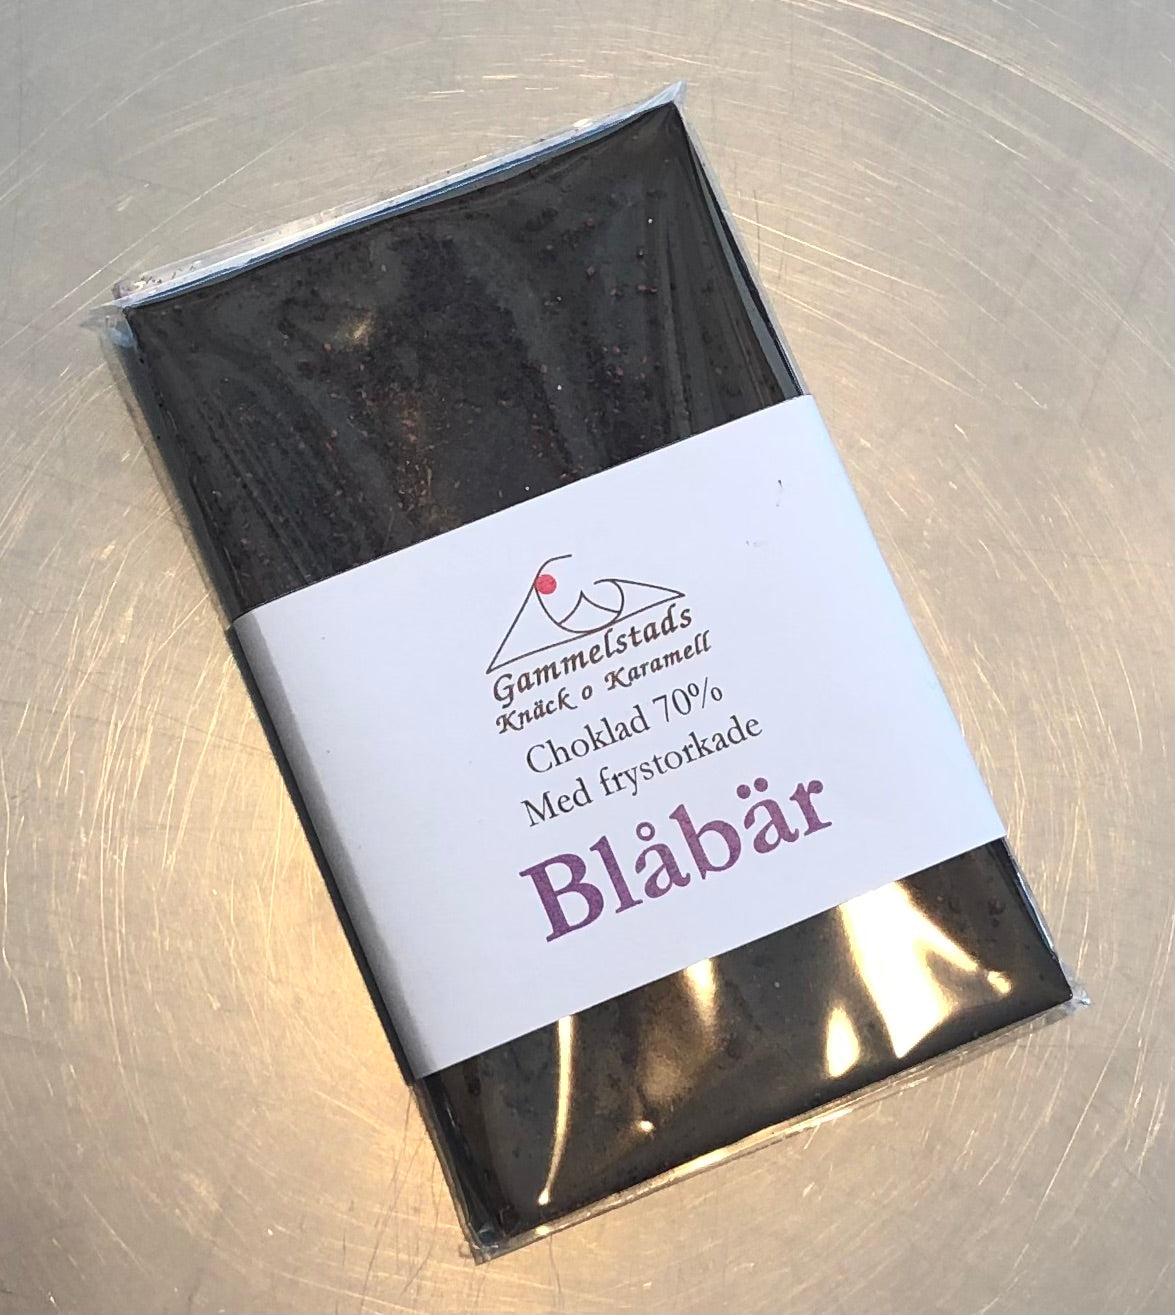 Gammelstads
Knäck o Karamell
Choklad 70%
Med frystorkade
Blåbär